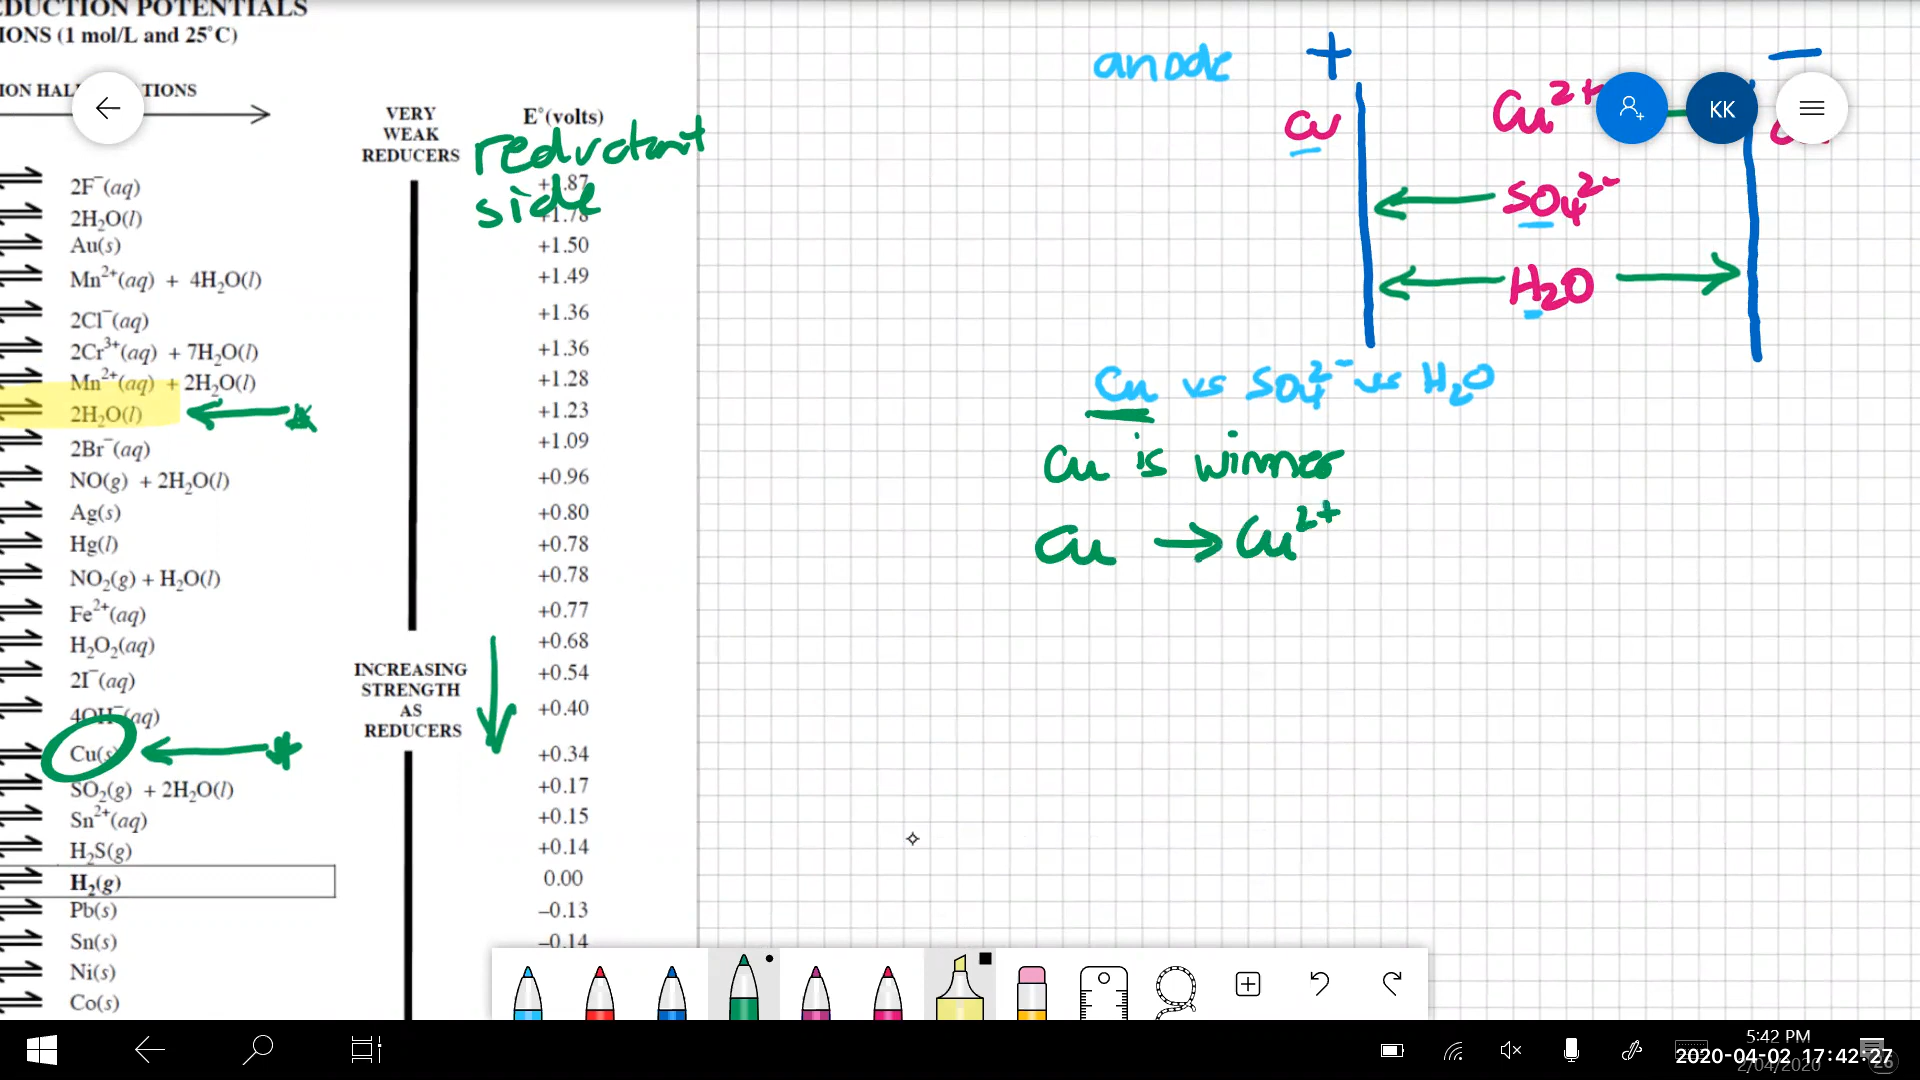 DUCTION POTENTIALS
IONS (1 mol/L and 25°C)
ION HAL TIONS
VERY
WEAK
REDUCERS
E°(volts)
reductant
side
2F⁻(aq)
2H₂O(l)
Au(s)
Mn²⁺(aq) + 4H₂O(l)
2Cl⁻(aq)
2Cr³⁺(aq) + 7H₂O(l)
Mn²⁺(aq) + 2H₂O(l)
2H₂O(l)
2Br⁻(aq)
NO(g) + 2H₂O(l)
Ag(s)
Hg(l)
NO₂(g) + H₂O(l)
Fe²⁺(aq)
H₂O₂(aq)
2I⁻(aq)
4OH⁻(aq)
Cu(s)
SO₂(g) + 2H₂O(l)
Sn²⁺(aq)
H₂S(g)
H₂(g)
Pb(s)
Sn(s)
Ni(s)
Co(s)
INCREASING
STRENGTH
AS
REDUCERS
+1.78
+1.50
+1.49
+1.36
+1.36
+1.28
+1.23
+1.09
+0.96
+0.80
+0.78
+0.78
+0.77
+0.68
+0.54
+0.40
+0.34
+0.17
+0.15
+0.14
0.00
–0.13
–0.14
anode + −
Cu Cu²⁺
SO₄²⁻
H₂O
Cu vs SO₄²⁻ vs H₂O
Cu is winner
Cu → Cu²⁺
KK
5:42 PM
2020-04-02 17:42:27
2/04/2020
26